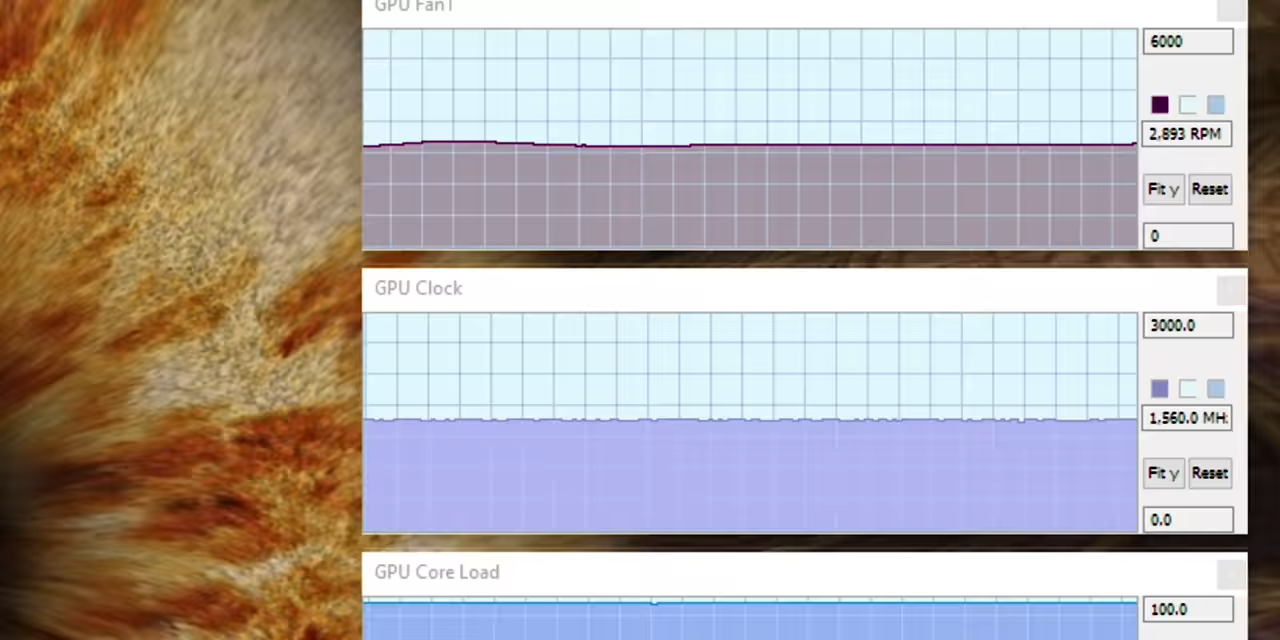 GPU Fan1
6000
2,893 RPM
Fit y Reset
0
GPU Clock
3000.0
1,560.0 MH
Fit y Reset
0.0
GPU Core Load
100.0